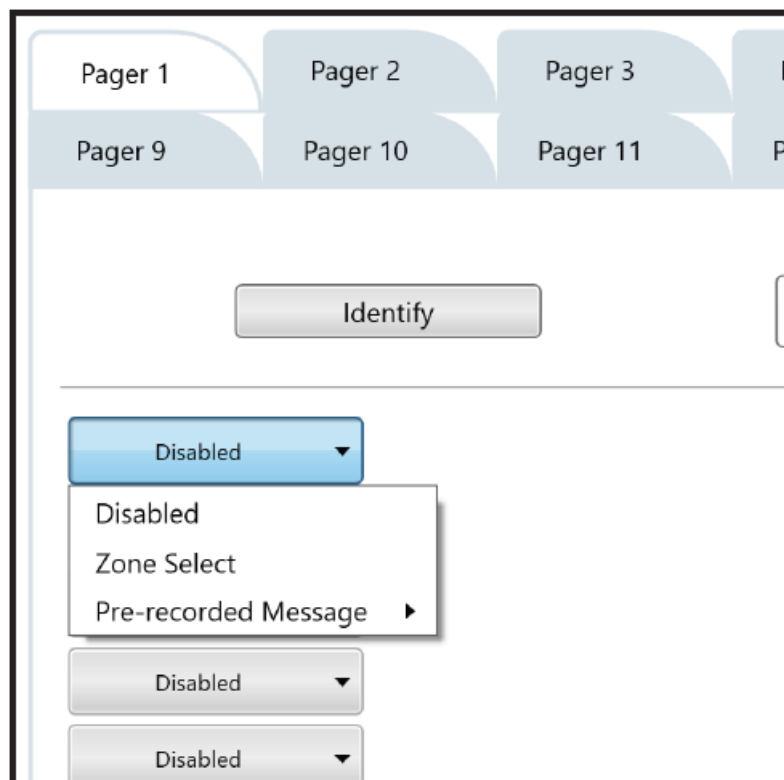 Pager 1
Pager 2
Pager 3
Pager 9
Pager 10
Pager 11
Identify
Disabled
Disabled
Zone Select
Pre-recorded Message
Disabled
Disabled